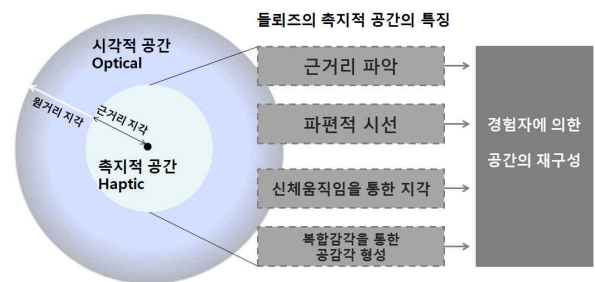 들뢰즈의 촉지적 공간의 특징
시각적 공간
Optical
원거리 지각
근거리 지각
촉지적 공간
Haptic
근거리 파악
파편적 시선
신체움직임을 통한 지각
복합감각을 통한
공감각 형성
경험자에 의한
공간의 재구성